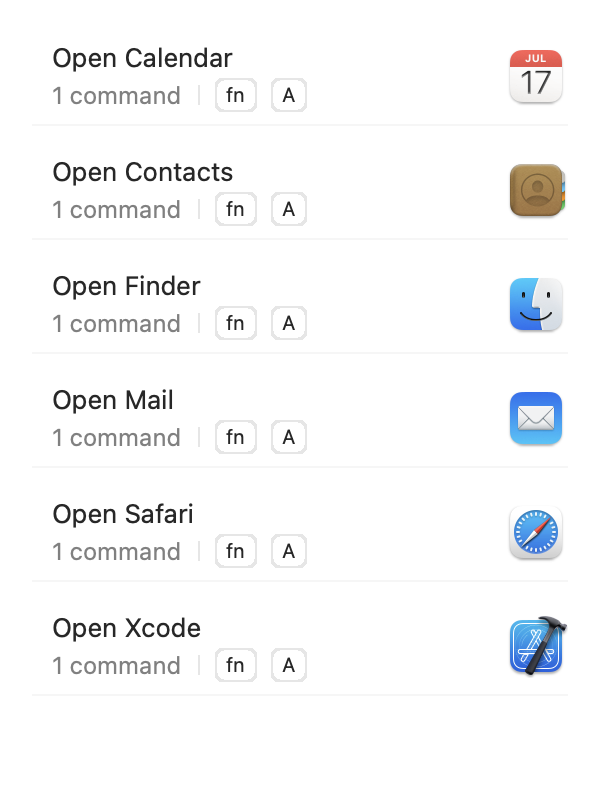 Open Calendar
JUL
17
1 command fn A
Open Contacts
1 command fn A
Open Finder
1 command fn A
Open Mail
1 command fn A
Open Safari
1 command fn A
Open Xcode
1 command fn A